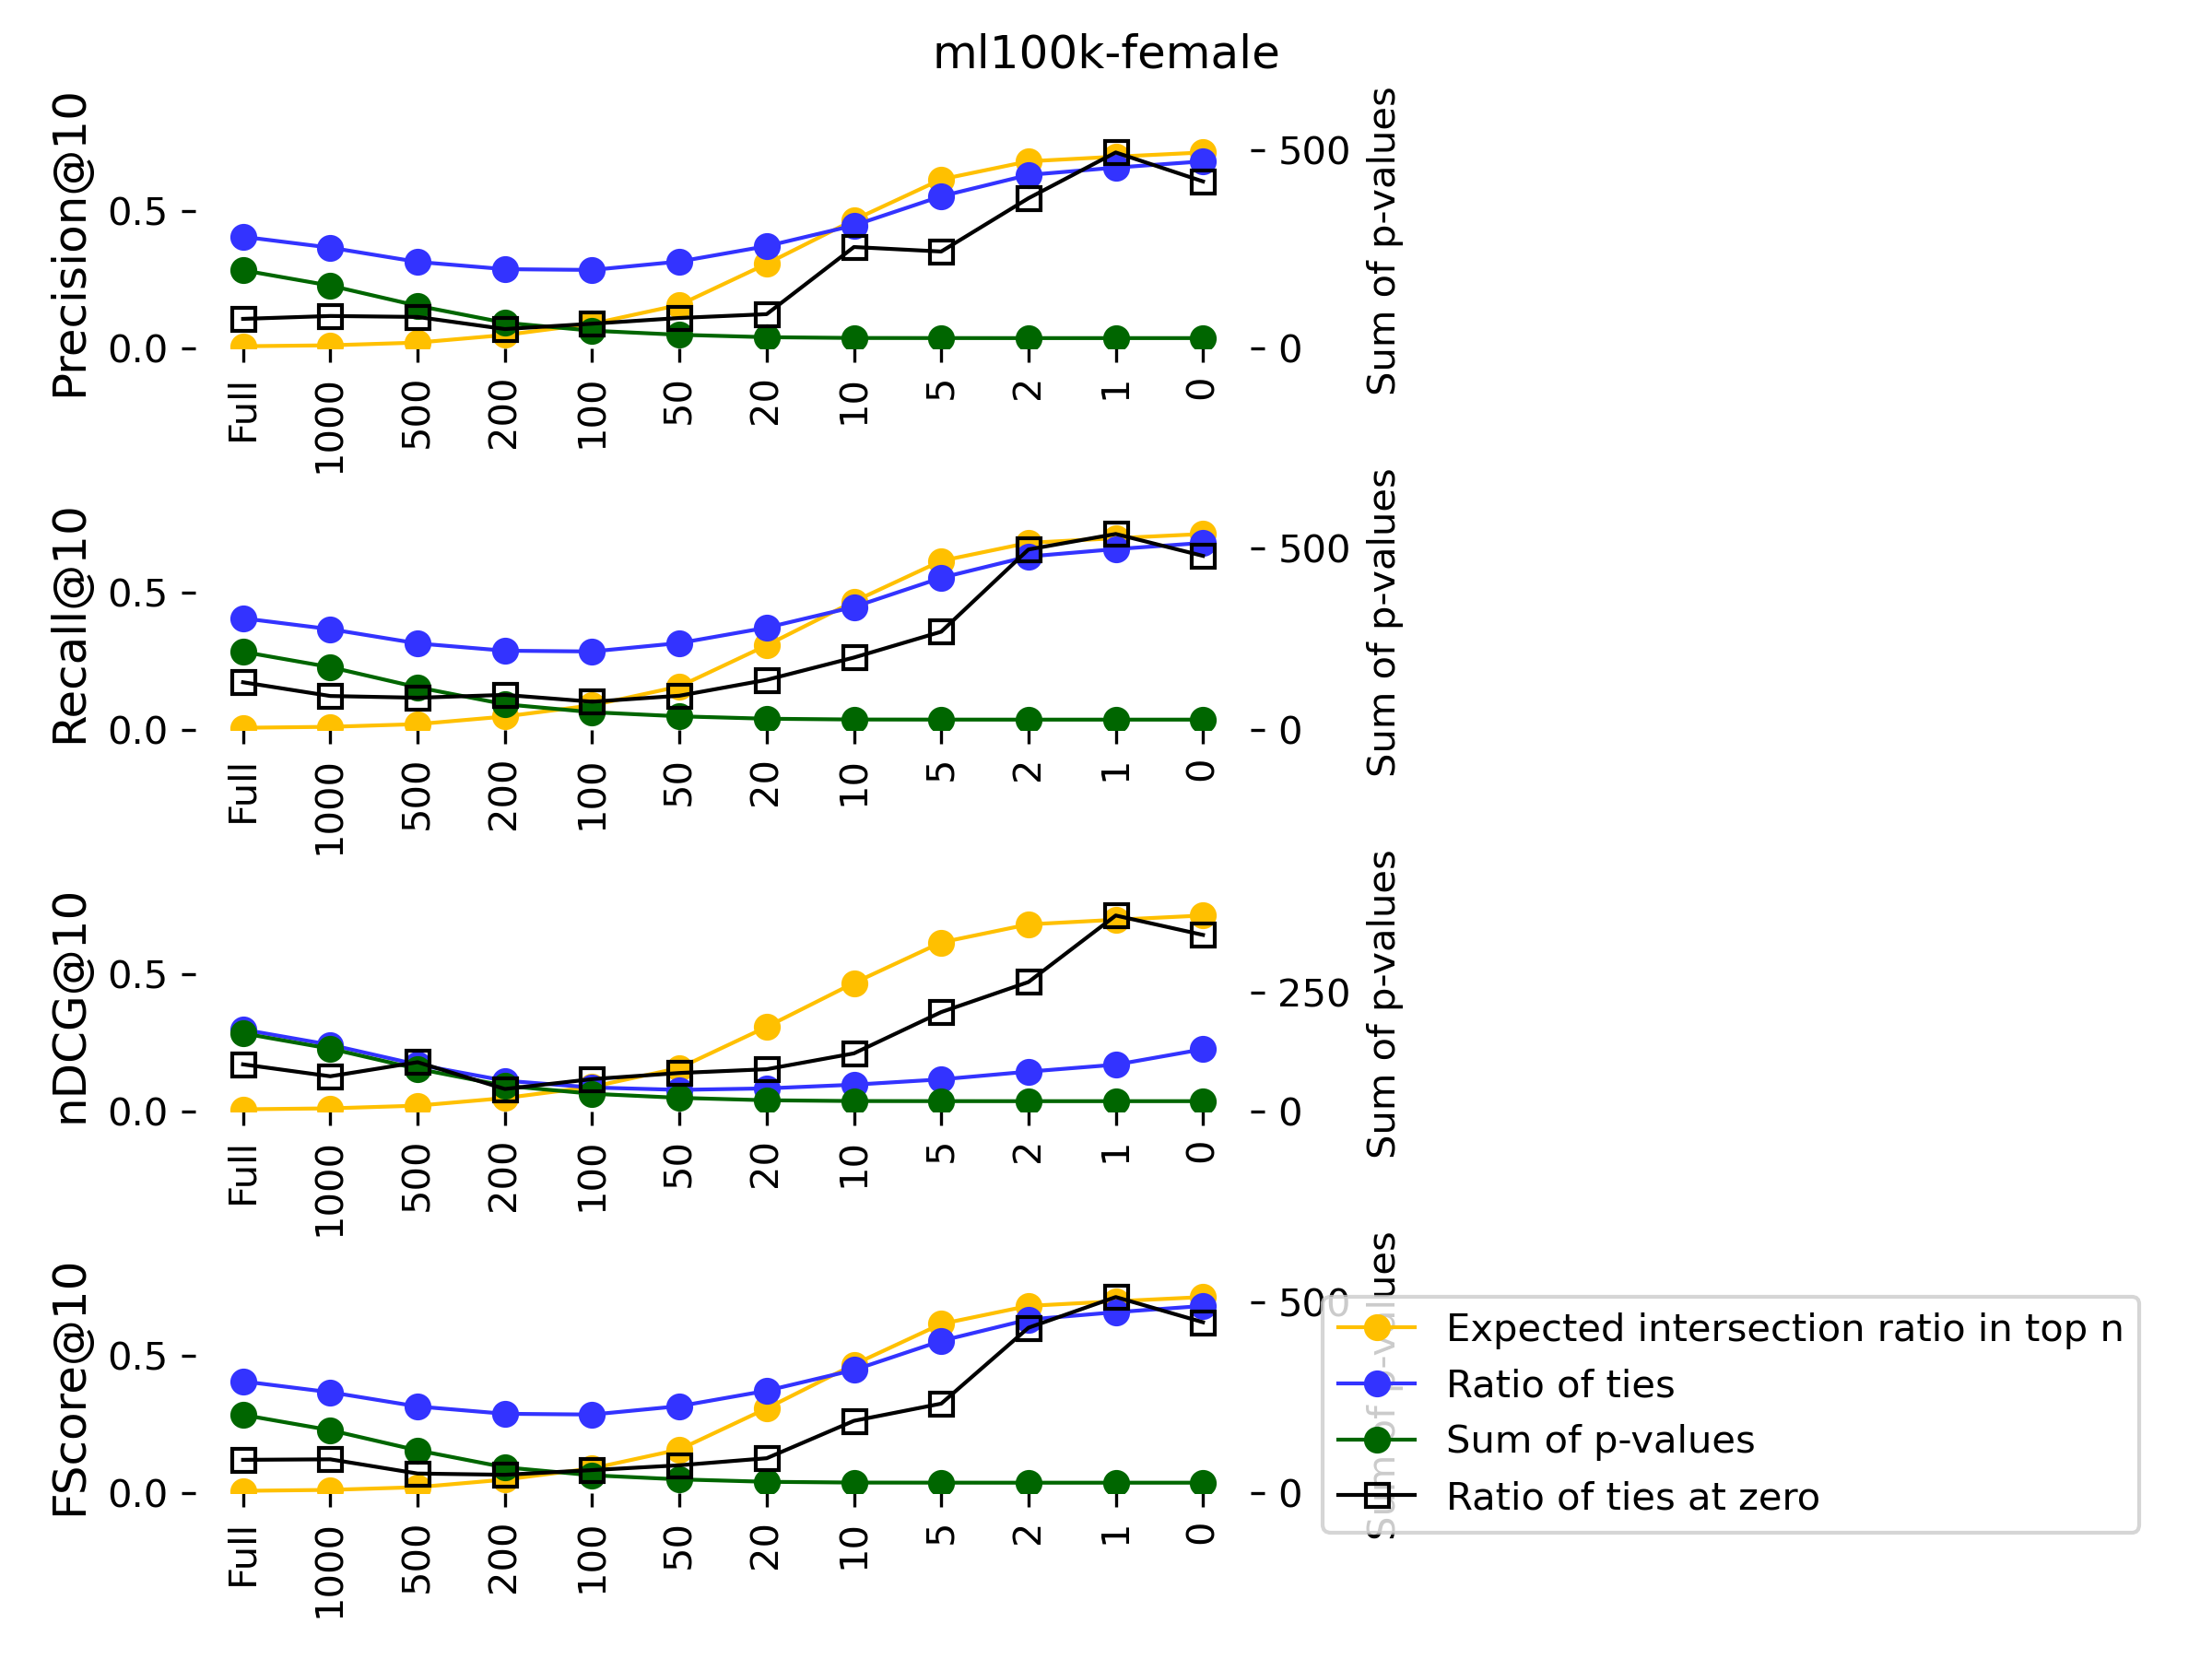 ml100k-female
Precision@10
0.5
0.0
500
0
Sum of p-values
Full 1000 500 200 100 50 20 10 5 2 1 0
Recall@10
0.5
0.0
500
0
Sum of p-values
Full 1000 500 200 100 50 20 10 5 2 1 0
nDCG@10
0.5
0.0
250
0
Sum of p-values
Full 1000 500 200 100 50 20 10 5 2 1 0
FScore@10
0.5
0.0
500
0
Sum of p-values
Full 1000 500 200 100 50 20 10 5 2 1 0
Expected intersection ratio in top n
Ratio of ties
Sum of p-values
Ratio of ties at zero